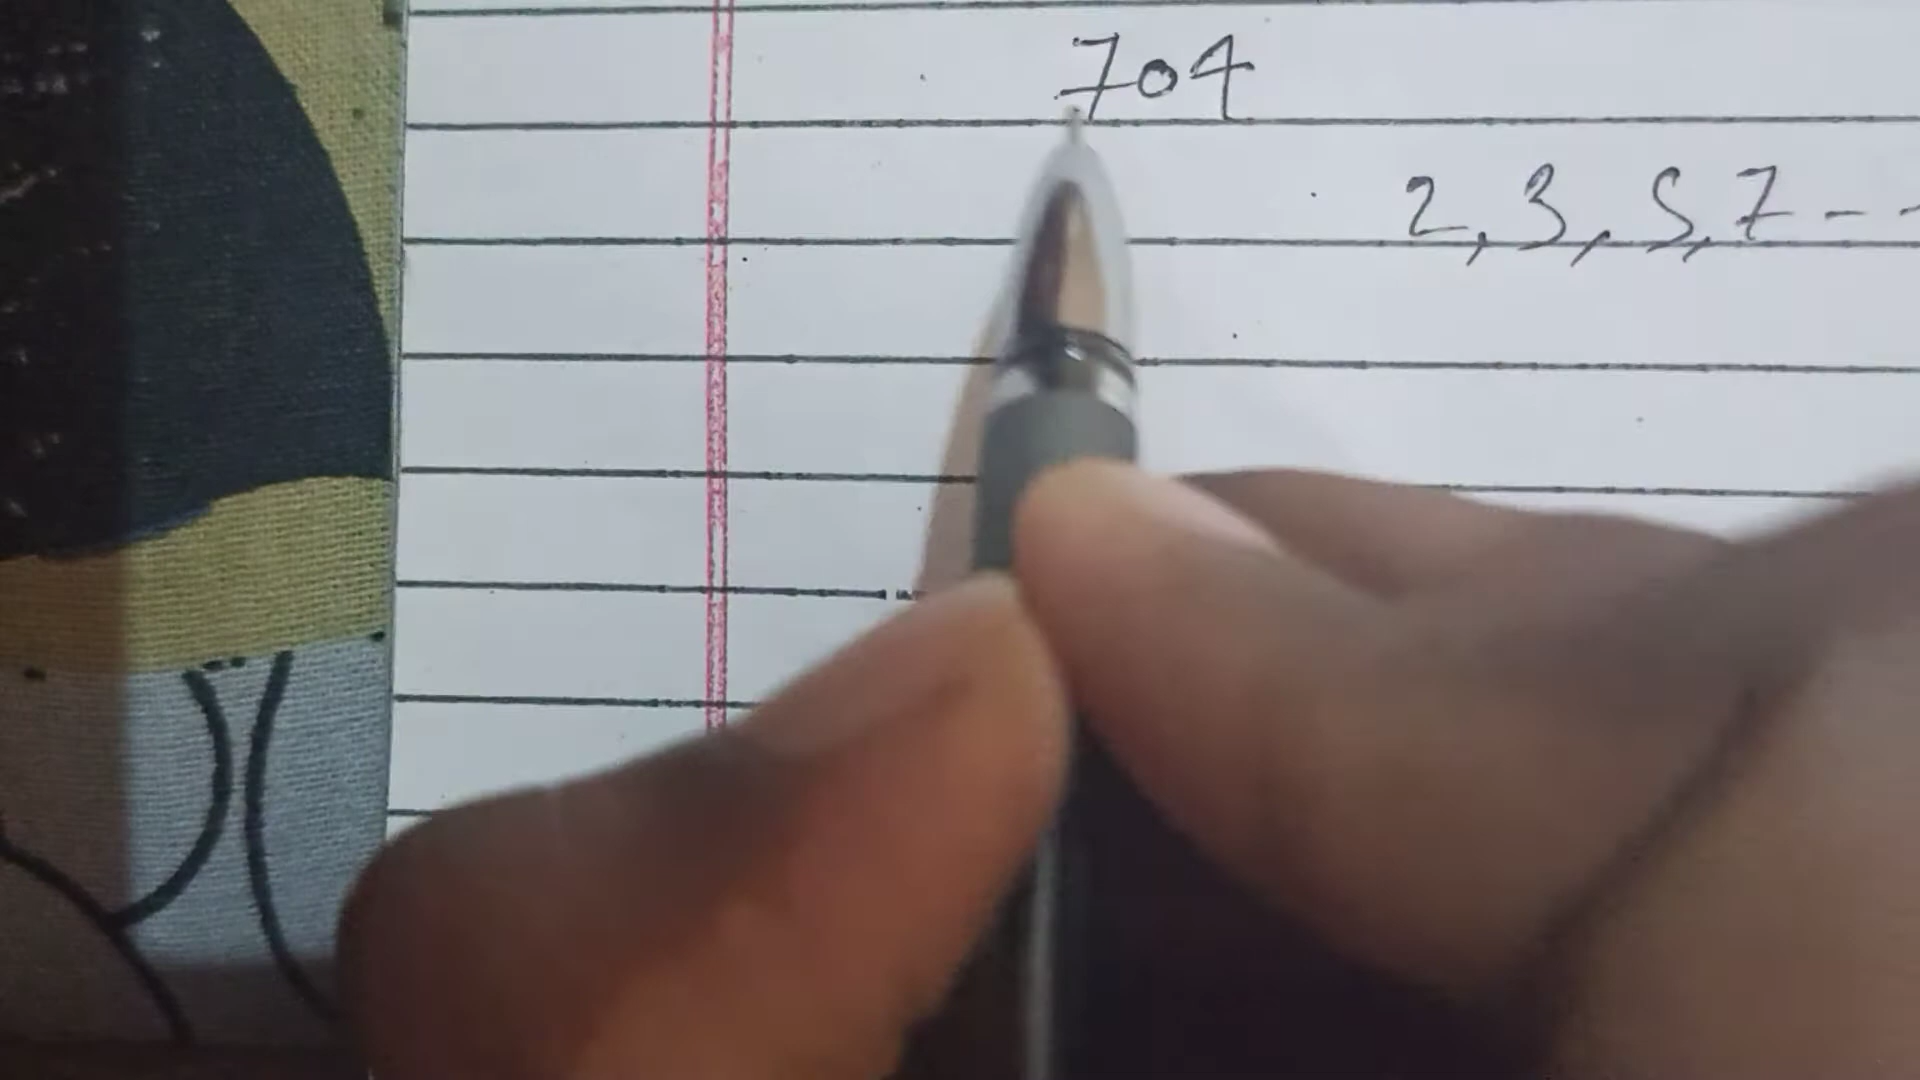 704
2, 3, 5, 7 - -